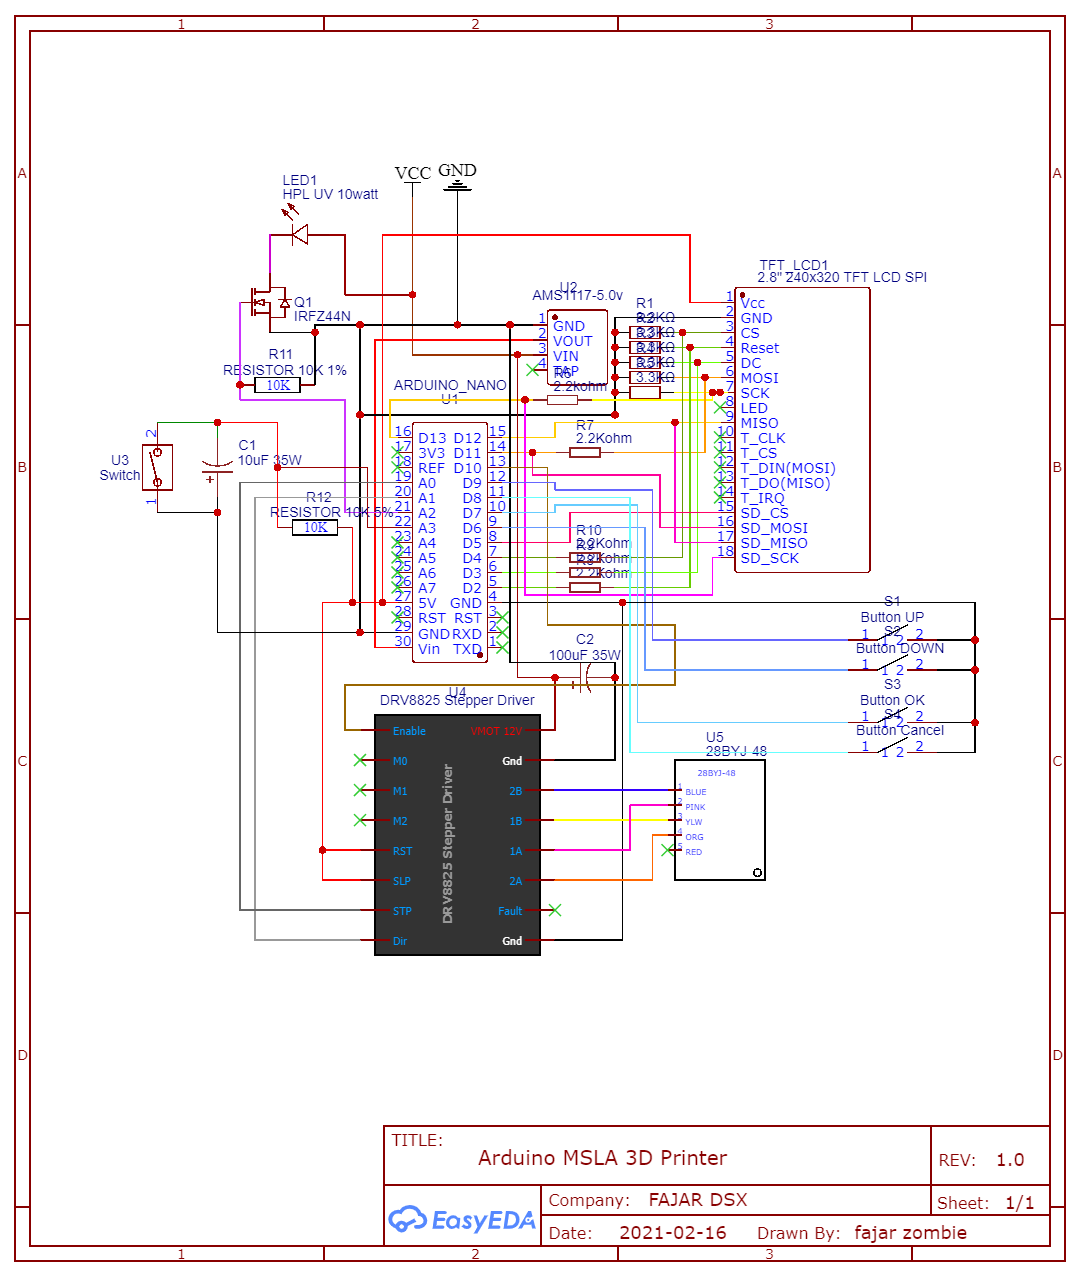 1
2
3
A
A
B
B
C
C
D
D
1
2
3
VCC
GND
LED1
HPL UV 10watt
Q1
IRFZ44N
R11
RESISTOR 10K 1%
10K
U2
AMS1117-5.0v
1 GND
2 VOUT
3 VIN
4 TAP
R1
3.3KΩ
R6
2.2kohm
TFT_LCD1
2.8" 240x320 TFT LCD SPI
1 Vcc
2 GND
3 CS
4 Reset
5 DC
6 MOSI
7 SCK
8 LED
9 MISO
10 T_CLK
11 T_CS
12 T_DIN(MOSI)
13 T_DO(MISO)
14 T_IRQ
15 SD_CS
16 SD_MOSI
17 SD_MISO
18 SD_SCK
ARDUINO_NANO
U1
16 D13 D12 15
17 3V3 D11 14
18 REF D10 13
19 A0 D9 12
20 A1 D8 11
21 A2 D7 10
22 A3 D6 9
23 A4 D5 8
24 A5 D4 7
25 A6 D3 6
26 A7 D2 5
27 5V GND 4
28 RST RST 3
29 GND RXD 2
30 Vin TXD 1
R7
2.2Kohm
R10
2.2Kohm
2.2Kohm
2.2Kohm
U3
Switch
2
1
C1
10uF 35W
R12
RESISTOR 10K 5%
10K
C2
100uF 35W
S1
Button UP
1 1 2 2
S2
Button DOWN
1 1 2 2
S3
Button OK
1 1 2 2
S4
Button Cancel
1 1 2 2
U4
DRV8825 Stepper Driver
DRV8825 Stepper Driver
Enable VMOT 12V
M0 Gnd
M1 2B
M2 1B
RST 1A
SLP 2A
STP Fault
Dir Gnd
U5
28BYJ-48
28BYJ-48
1 BLUE
2 PINK
3 YLW
4 ORG
5 RED
TITLE:
Arduino MSLA 3D Printer
REV: 1.0
EasyEDA
Company: FAJAR DSX
Sheet: 1/1
Date: 2021-02-16 Drawn By: fajar zombie
1
2
3